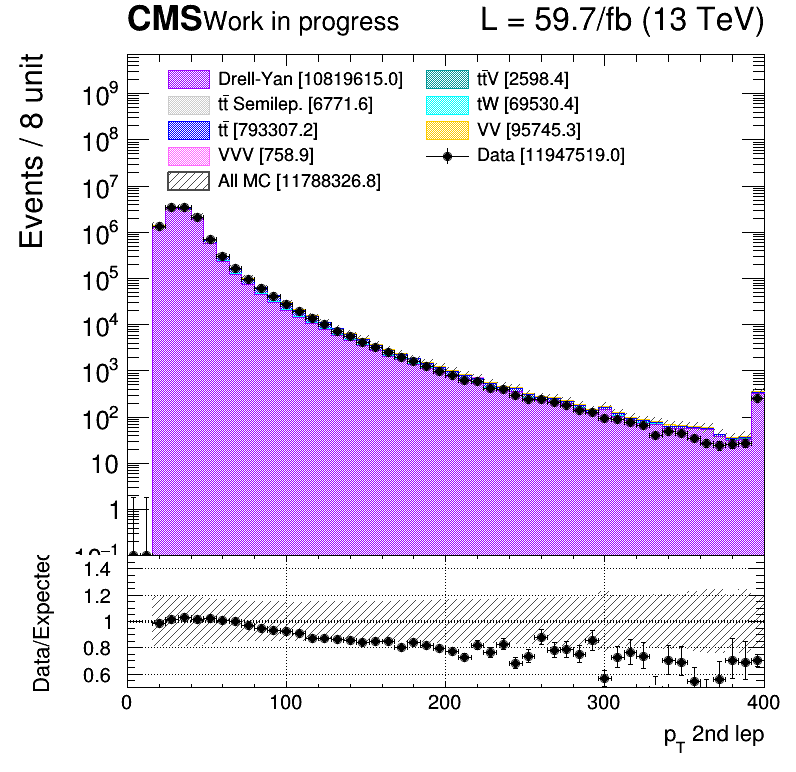 CMS Work in progress L = 59.7/fb (13 TeV)
Events / 8 unit
Drell-Yan [10819615.0] tt̄V [2598.4]
tt̄ Semilep. [6771.6] tW [69530.4]
tt̄ [793307.2] VV [95745.3]
VVV [758.9] Data [11947519.0]
All MC [11788326.8]
10⁹
10⁸
10⁷
10⁶
10⁵
10⁴
10³
10²
10
1
10⁻¹
Data/Expected
1.4
1.2
1
0.8
0.6
0 100 200 300 400
p_T 2nd lep